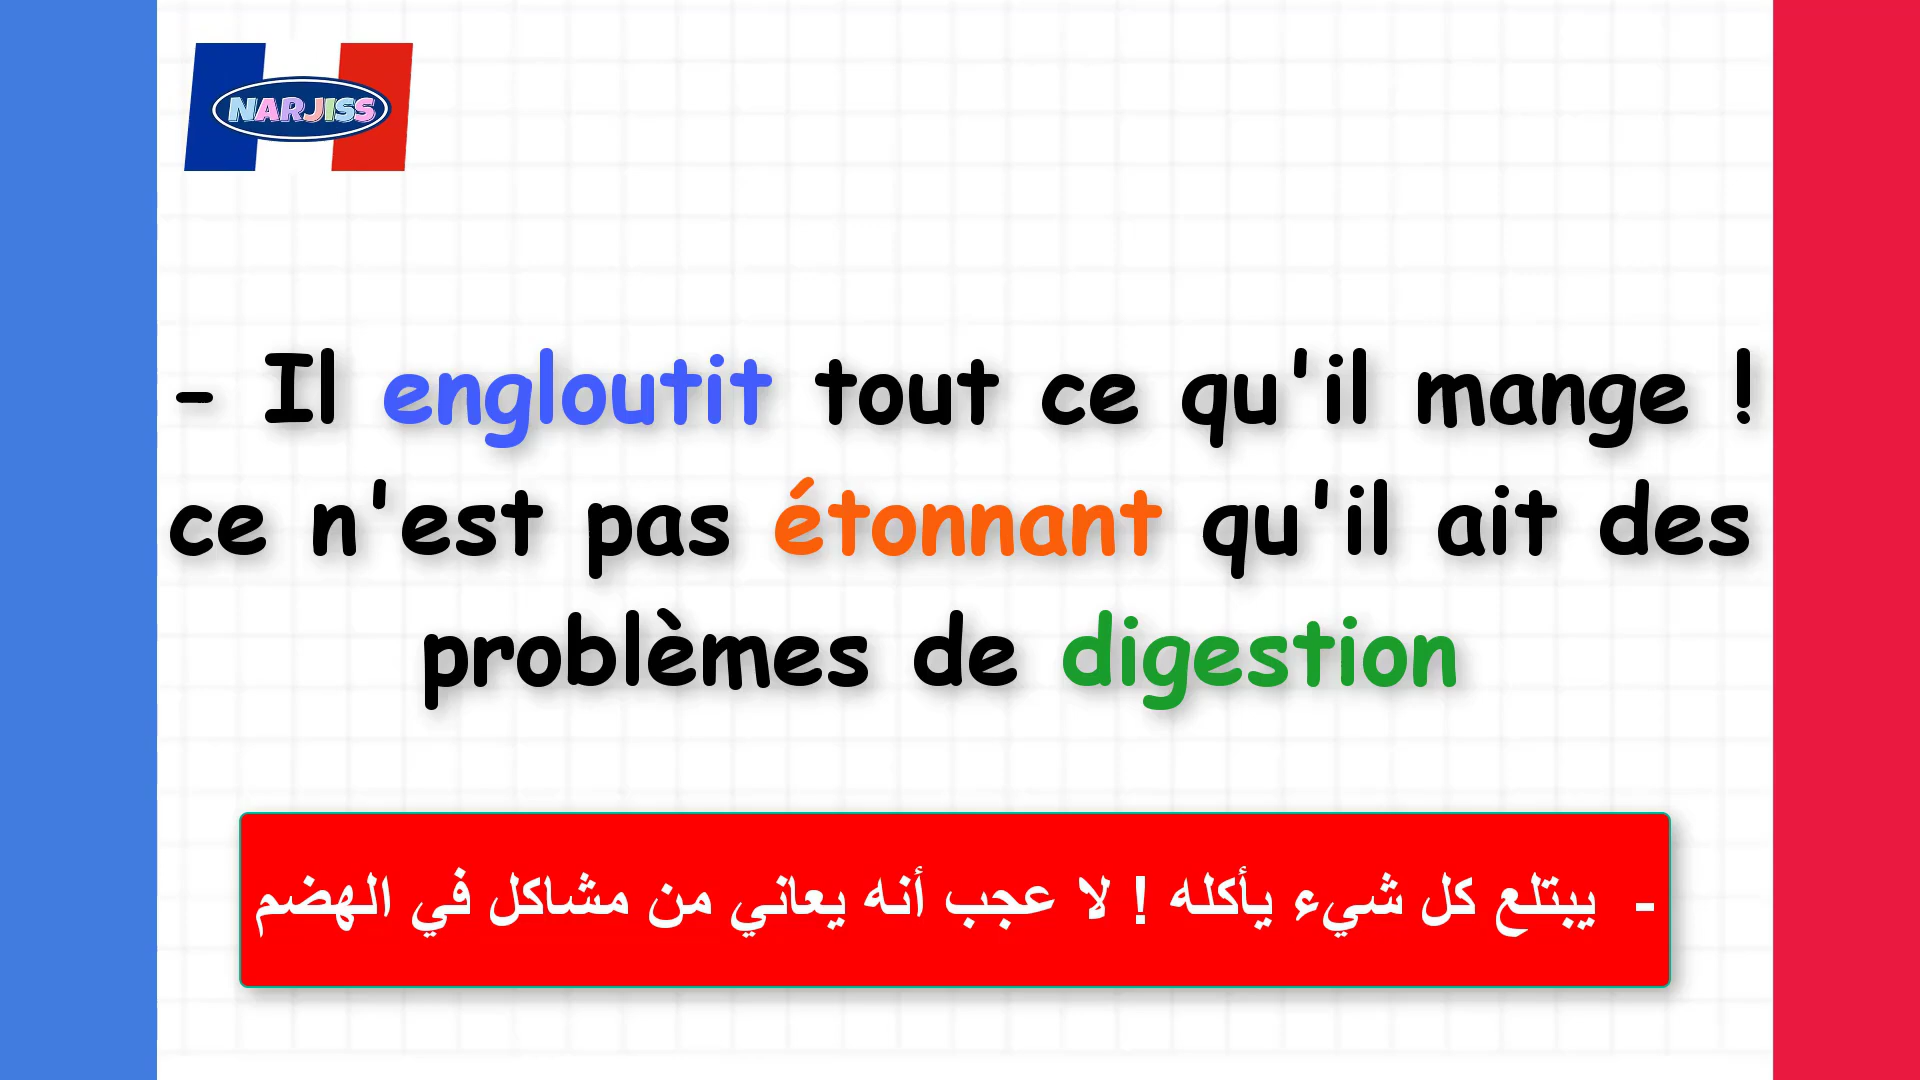 NARJISS
- Il engloutit tout ce qu'il mange !
ce n'est pas étonnant qu'il ait des
problèmes de digestion
- يبتلع كل شيء يأكله ! لا عجب أنه يعاني من مشاكل في الهضم